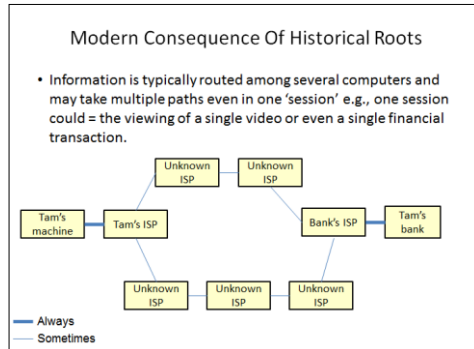 Modern Consequence Of Historical Roots
• Information is typically routed among several computers and
may take multiple paths even in one ‘session’ e.g., one session
could = the viewing of a single video or even a single financial
transaction.
Unknown
ISP
Unknown
ISP
Tam's
machine
Tam's ISP
Bank's ISP
Tam's
bank
Unknown
ISP
Unknown
ISP
Unknown
ISP
Always
Sometimes